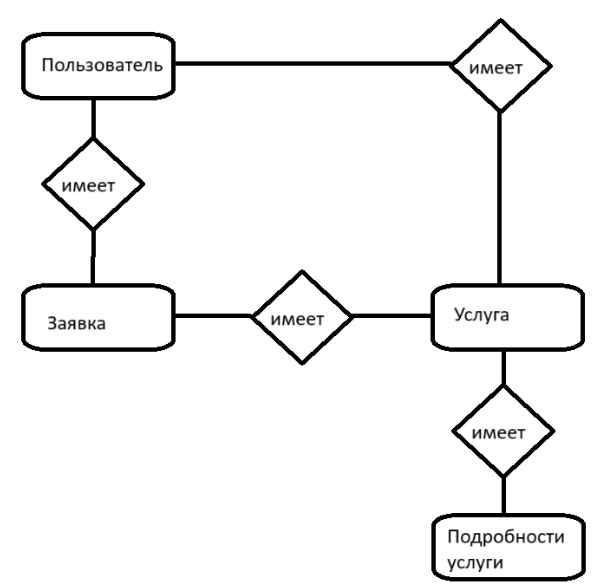 Пользователь
имеет
имеет
Заявка
имеет
Услуга
имеет
Подробности
услуги